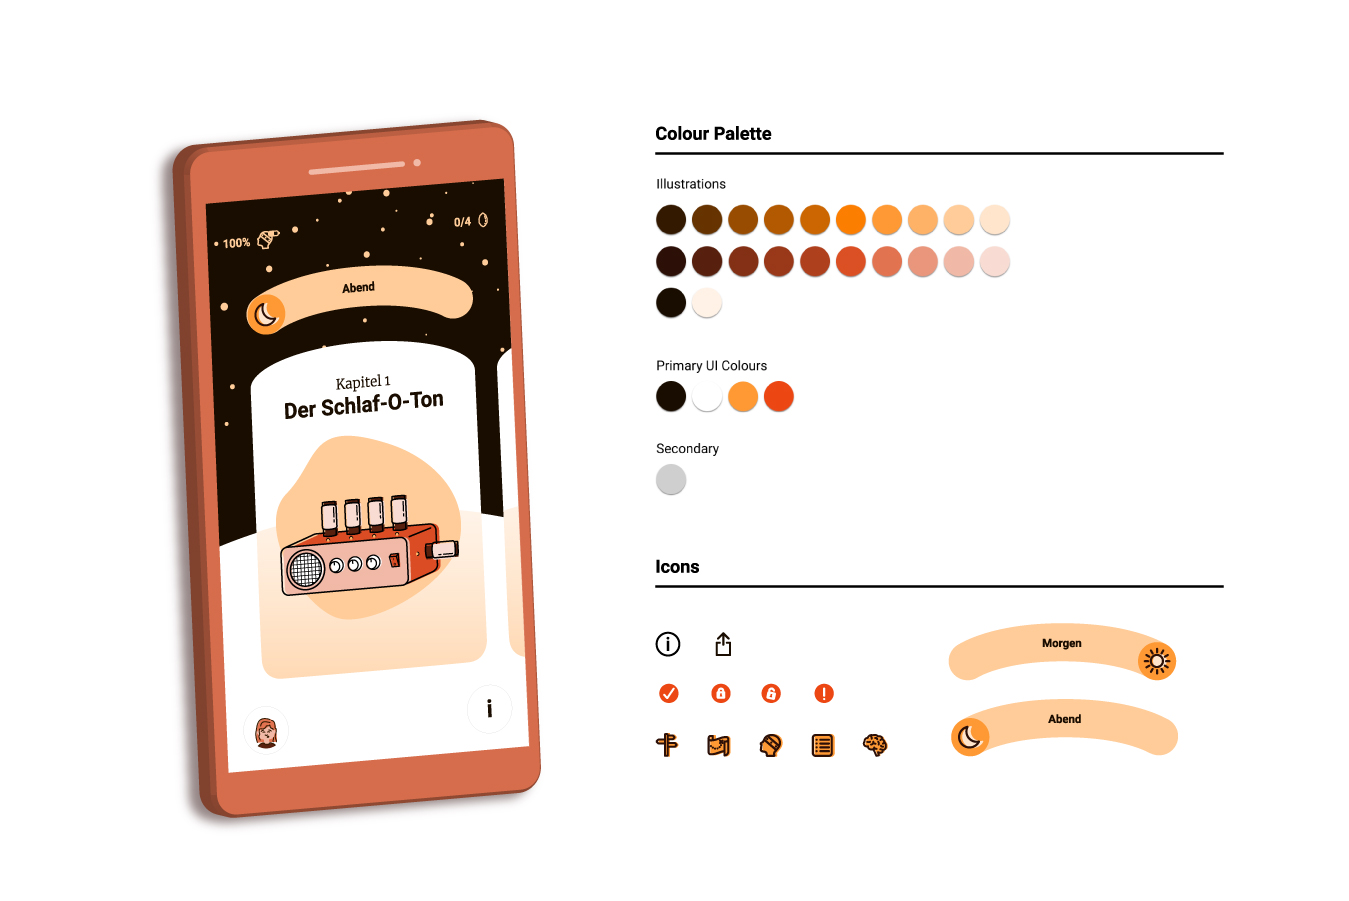 100%
0/4
Abend
Kapitel 1
Der Schlaf-O-Ton
i
Colour Palette
Illustrations
Primary UI Colours
Secondary
Icons
i
!
Morgen
Abend